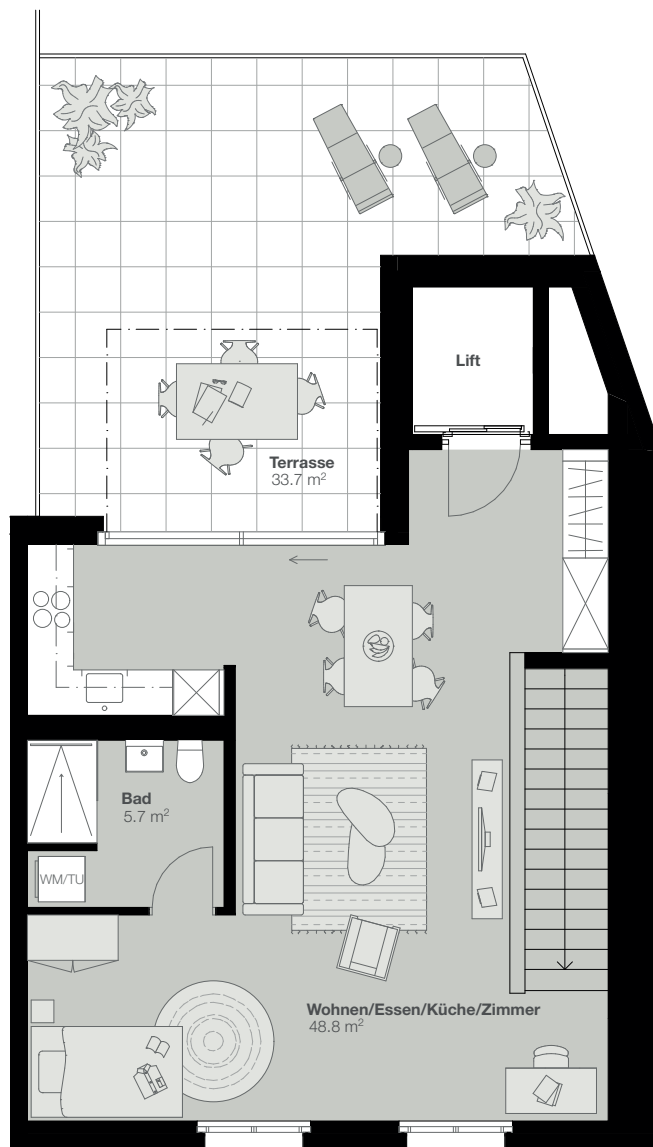 Lift
Terrasse
33.7 m²
Bad
5.7 m²
WM/TU
Wohnen/Essen/Küche/Zimmer
48.8 m²